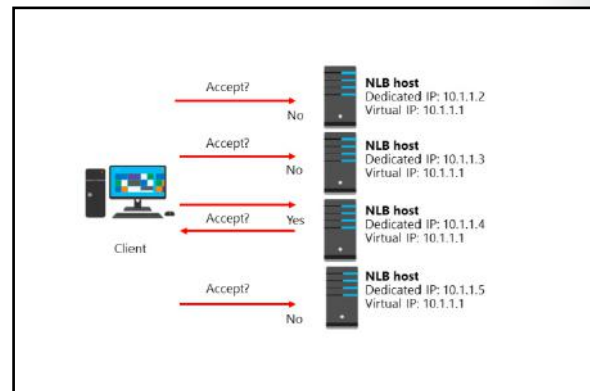 Accept?
No
NLB host
Dedicated IP: 10.1.1.2
Virtual IP: 10.1.1.1
Accept?
No
NLB host
Dedicated IP: 10.1.1.3
Virtual IP: 10.1.1.1
Yes
Accept?
NLB host
Dedicated IP: 10.1.1.4
Virtual IP: 10.1.1.1
Client
Accept?
No
NLB host
Dedicated IP: 10.1.1.5
Virtual IP: 10.1.1.1